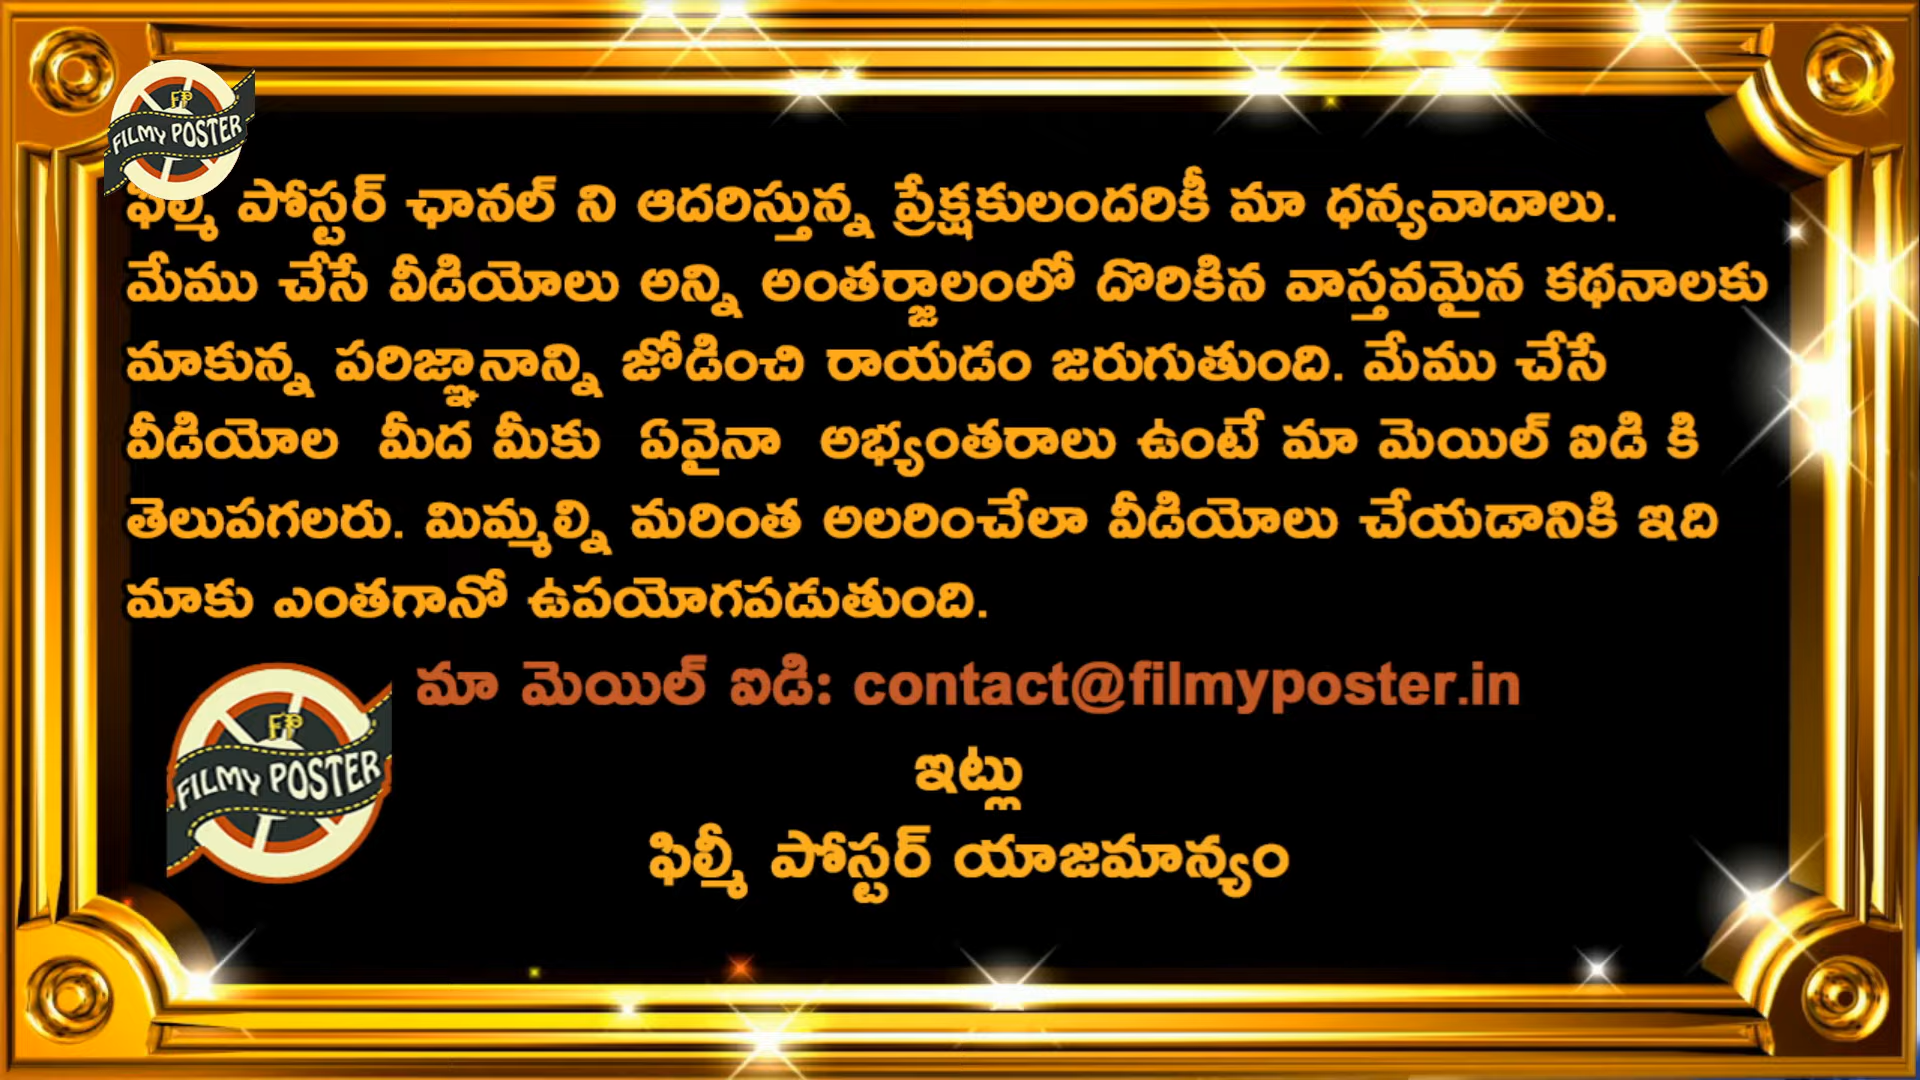 FP
FILMY POSTER
ఫిల్మీ పోస్టర్ ఛానల్ ని ఆదరిస్తున్న ప్రేక్షకులందరికీ మా ధన్యవాదాలు.
మేము చేసే వీడియోలు అన్ని అంతర్జాలంలో దొరికిన వాస్తవమైన కథనాలకు
మాకున్న పరిజ్ఞానాన్ని జోడించి రాయడం జరుగుతుంది. మేము చేసే
వీడియోల మీద మీకు ఏవైనా అభ్యంతరాలు ఉంటే మా మెయిల్ ఐడి కి
తెలుపగలరు. మిమ్మల్ని మరింత అలరించేలా వీడియోలు చేయడానికి ఇది
మాకు ఎంతగానో ఉపయోగపడుతుంది.
మా మెయిల్ ఐడి: contact@filmyposter.in
FP
FILMY POSTER
ఇట్లు
ఫిల్మీ పోస్టర్ యాజమాన్యం